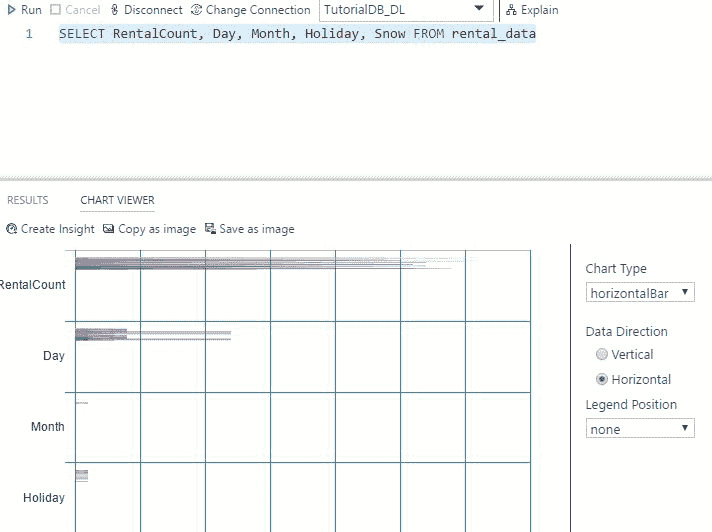 Run Cancel Disconnect Change Connection TutorialDB_DL Explain
1 SELECT RentalCount, Day, Month, Holiday, Snow FROM rental_data
RESULTS CHART VIEWER
Create Insight Copy as image Save as image
RentalCount
Day
Month
Holiday
Chart Type
horizontalBar
Data Direction
Vertical
Horizontal
Legend Position
none